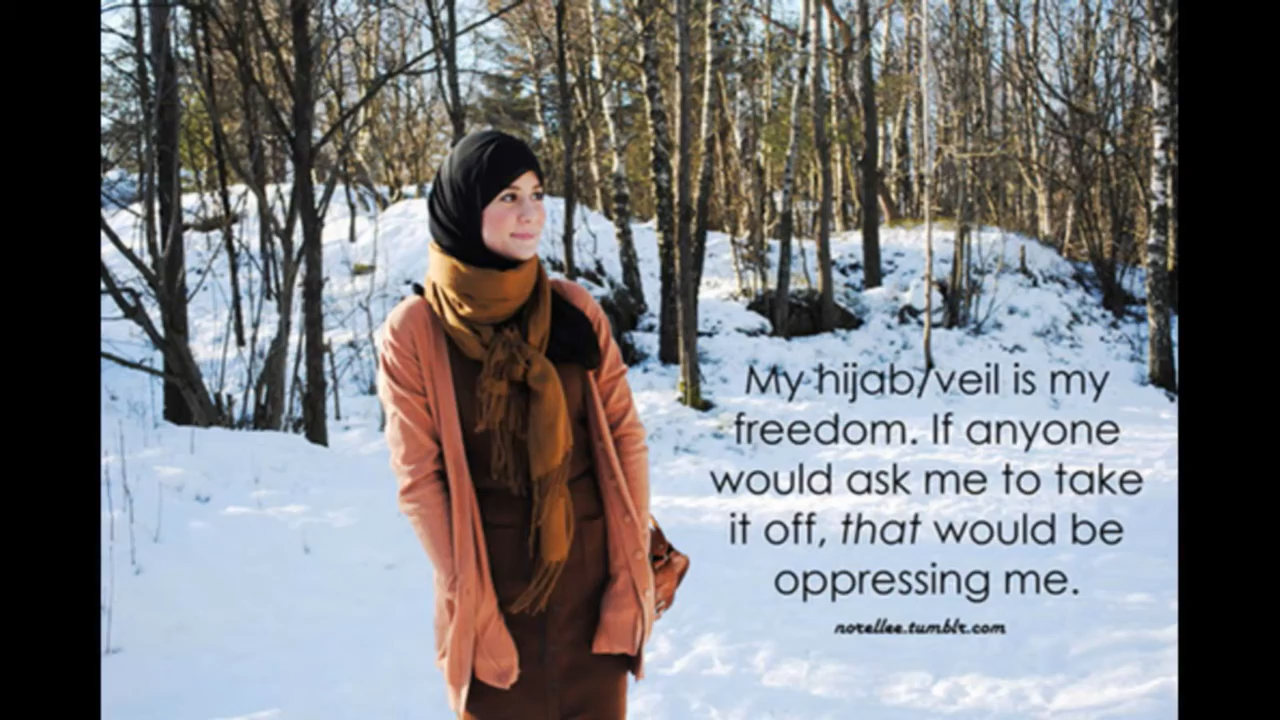 My hijab/veil is my
freedom. If anyone
would ask me to take
it off, that would be
oppressing me.
norellee.tumblr.com